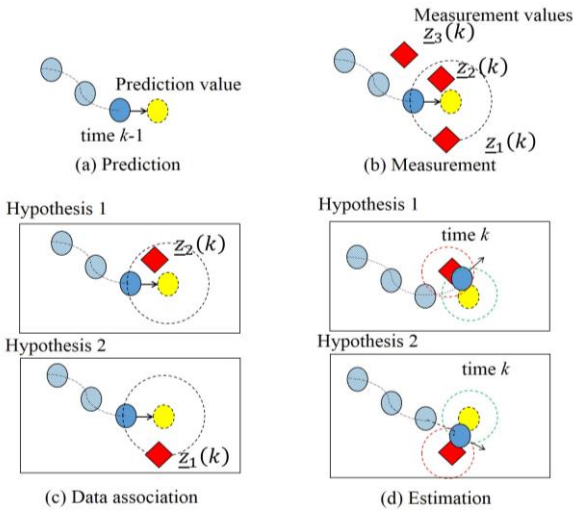 Prediction value
time k-1
(a) Prediction
Measurement values
z₃(k)
z₂(k)
z₁(k)
(b) Measurement
Hypothesis 1
z₂(k)
Hypothesis 2
z₁(k)
(c) Data association
Hypothesis 1
time k
Hypothesis 2
time k
(d) Estimation